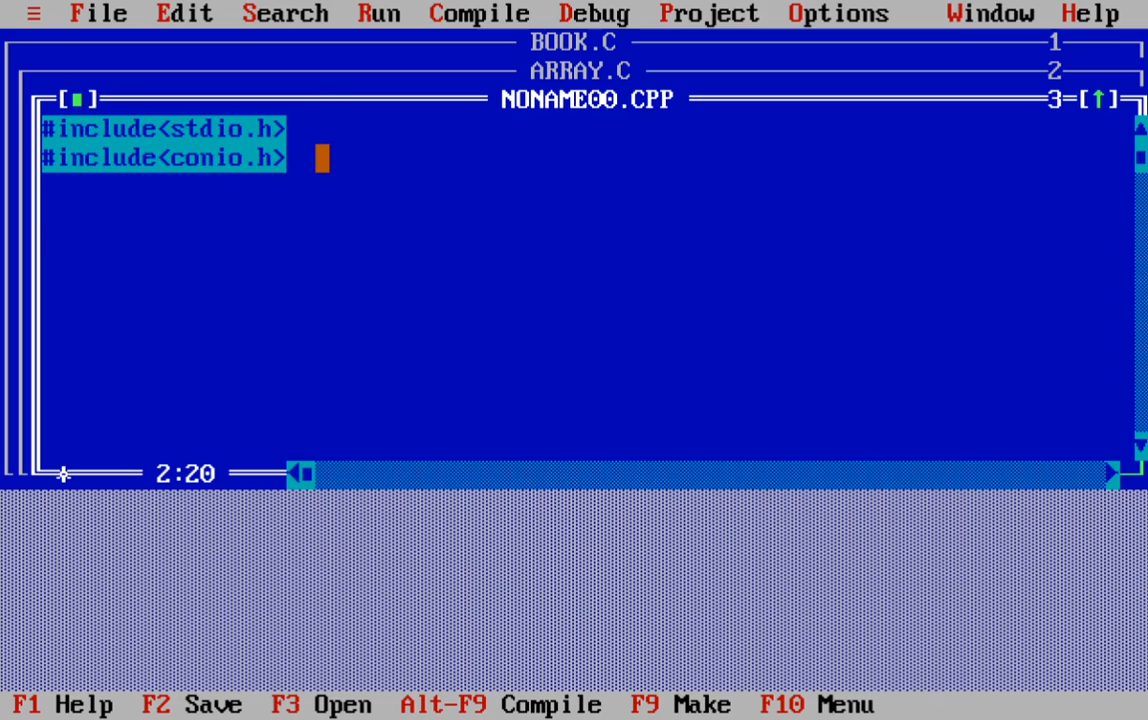 ≡ File Edit Search Run Compile Debug Project Options Window Help
BOOK.C 1
ARRAY.C 2
[■] NONAME00.CPP 3=[↑]
#include<stdio.h>
#include<conio.h>
2:20
F1 Help F2 Save F3 Open Alt-F9 Compile F9 Make F10 Menu